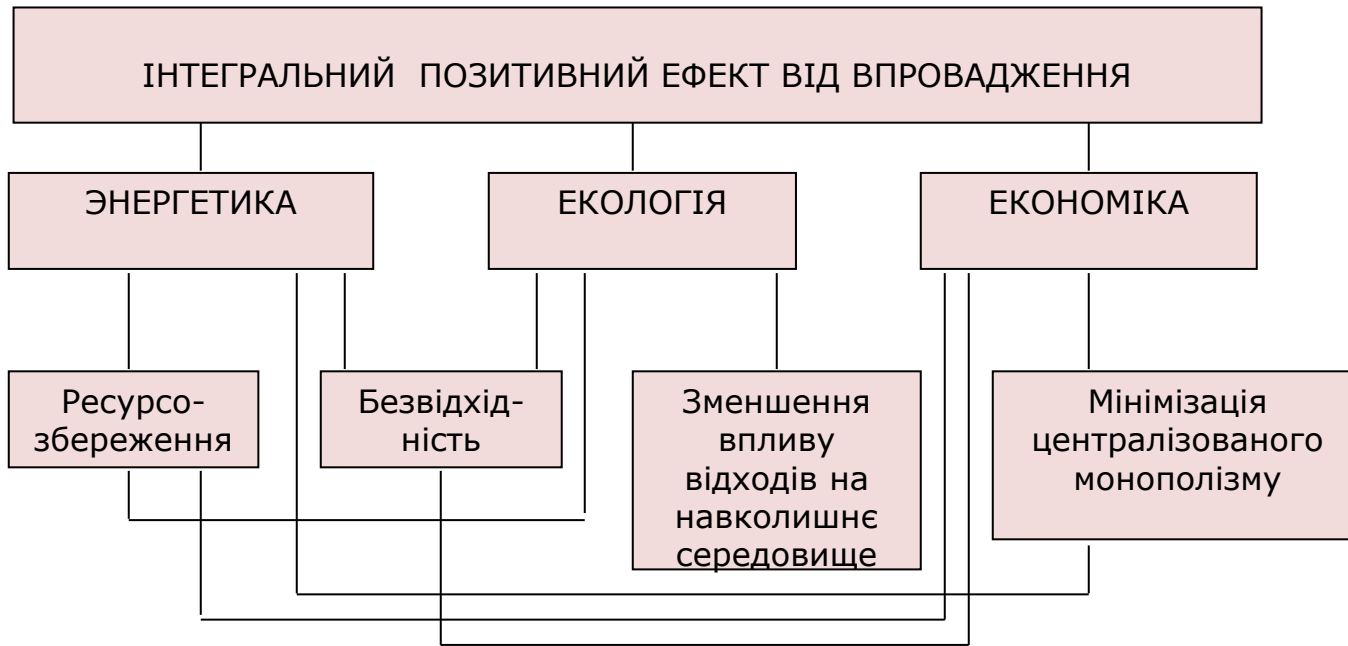 ІНТЕГРАЛЬНИЙ ПОЗИТИВНИЙ ЕФЕКТ ВІД ВПРОВАДЖЕННЯ
ЭНЕРГЕТИКА
ЕКОЛОГІЯ
ЕКОНОМІКА
Ресурсо-
збереження
Безвідхід-
ність
Зменшення
впливу
відходів на
навколишнє
середовище
Мінімізація
централізованого
монополізму